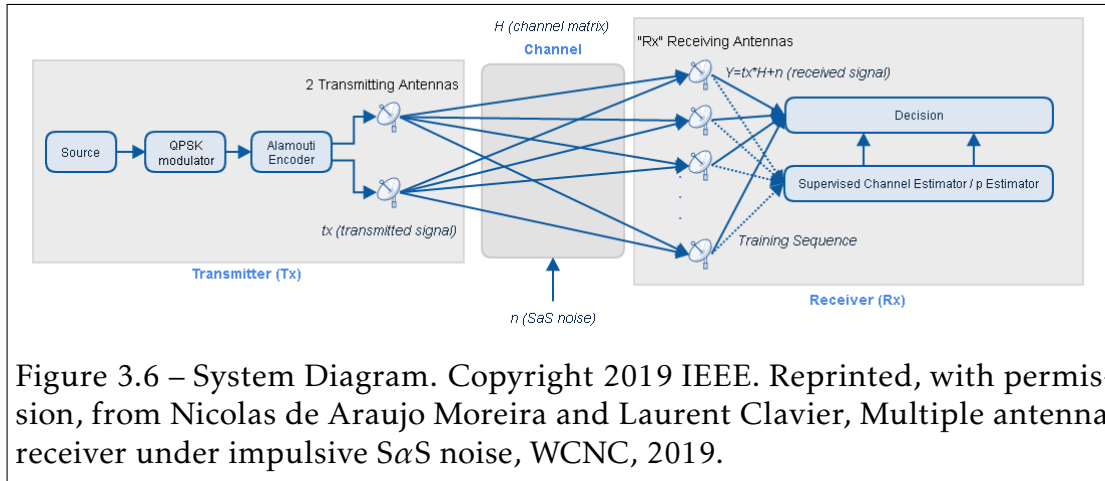 H (channel matrix)
Channel
"Rx" Receiving Antennas
Y=tx*H+n (received signal)
2 Transmitting Antennas
Source
QPSK
modulator
Alamouti
Encoder
Decision
Supervised Channel Estimator / p Estimator
tx (transmitted signal)
Training Sequence
Transmitter (Tx)
Receiver (Rx)
n (SaS noise)
Figure 3.6 – System Diagram. Copyright 2019 IEEE. Reprinted, with permis-
sion, from Nicolas de Araujo Moreira and Laurent Clavier, Multiple antenna
receiver under impulsive SαS noise, WCNC, 2019.